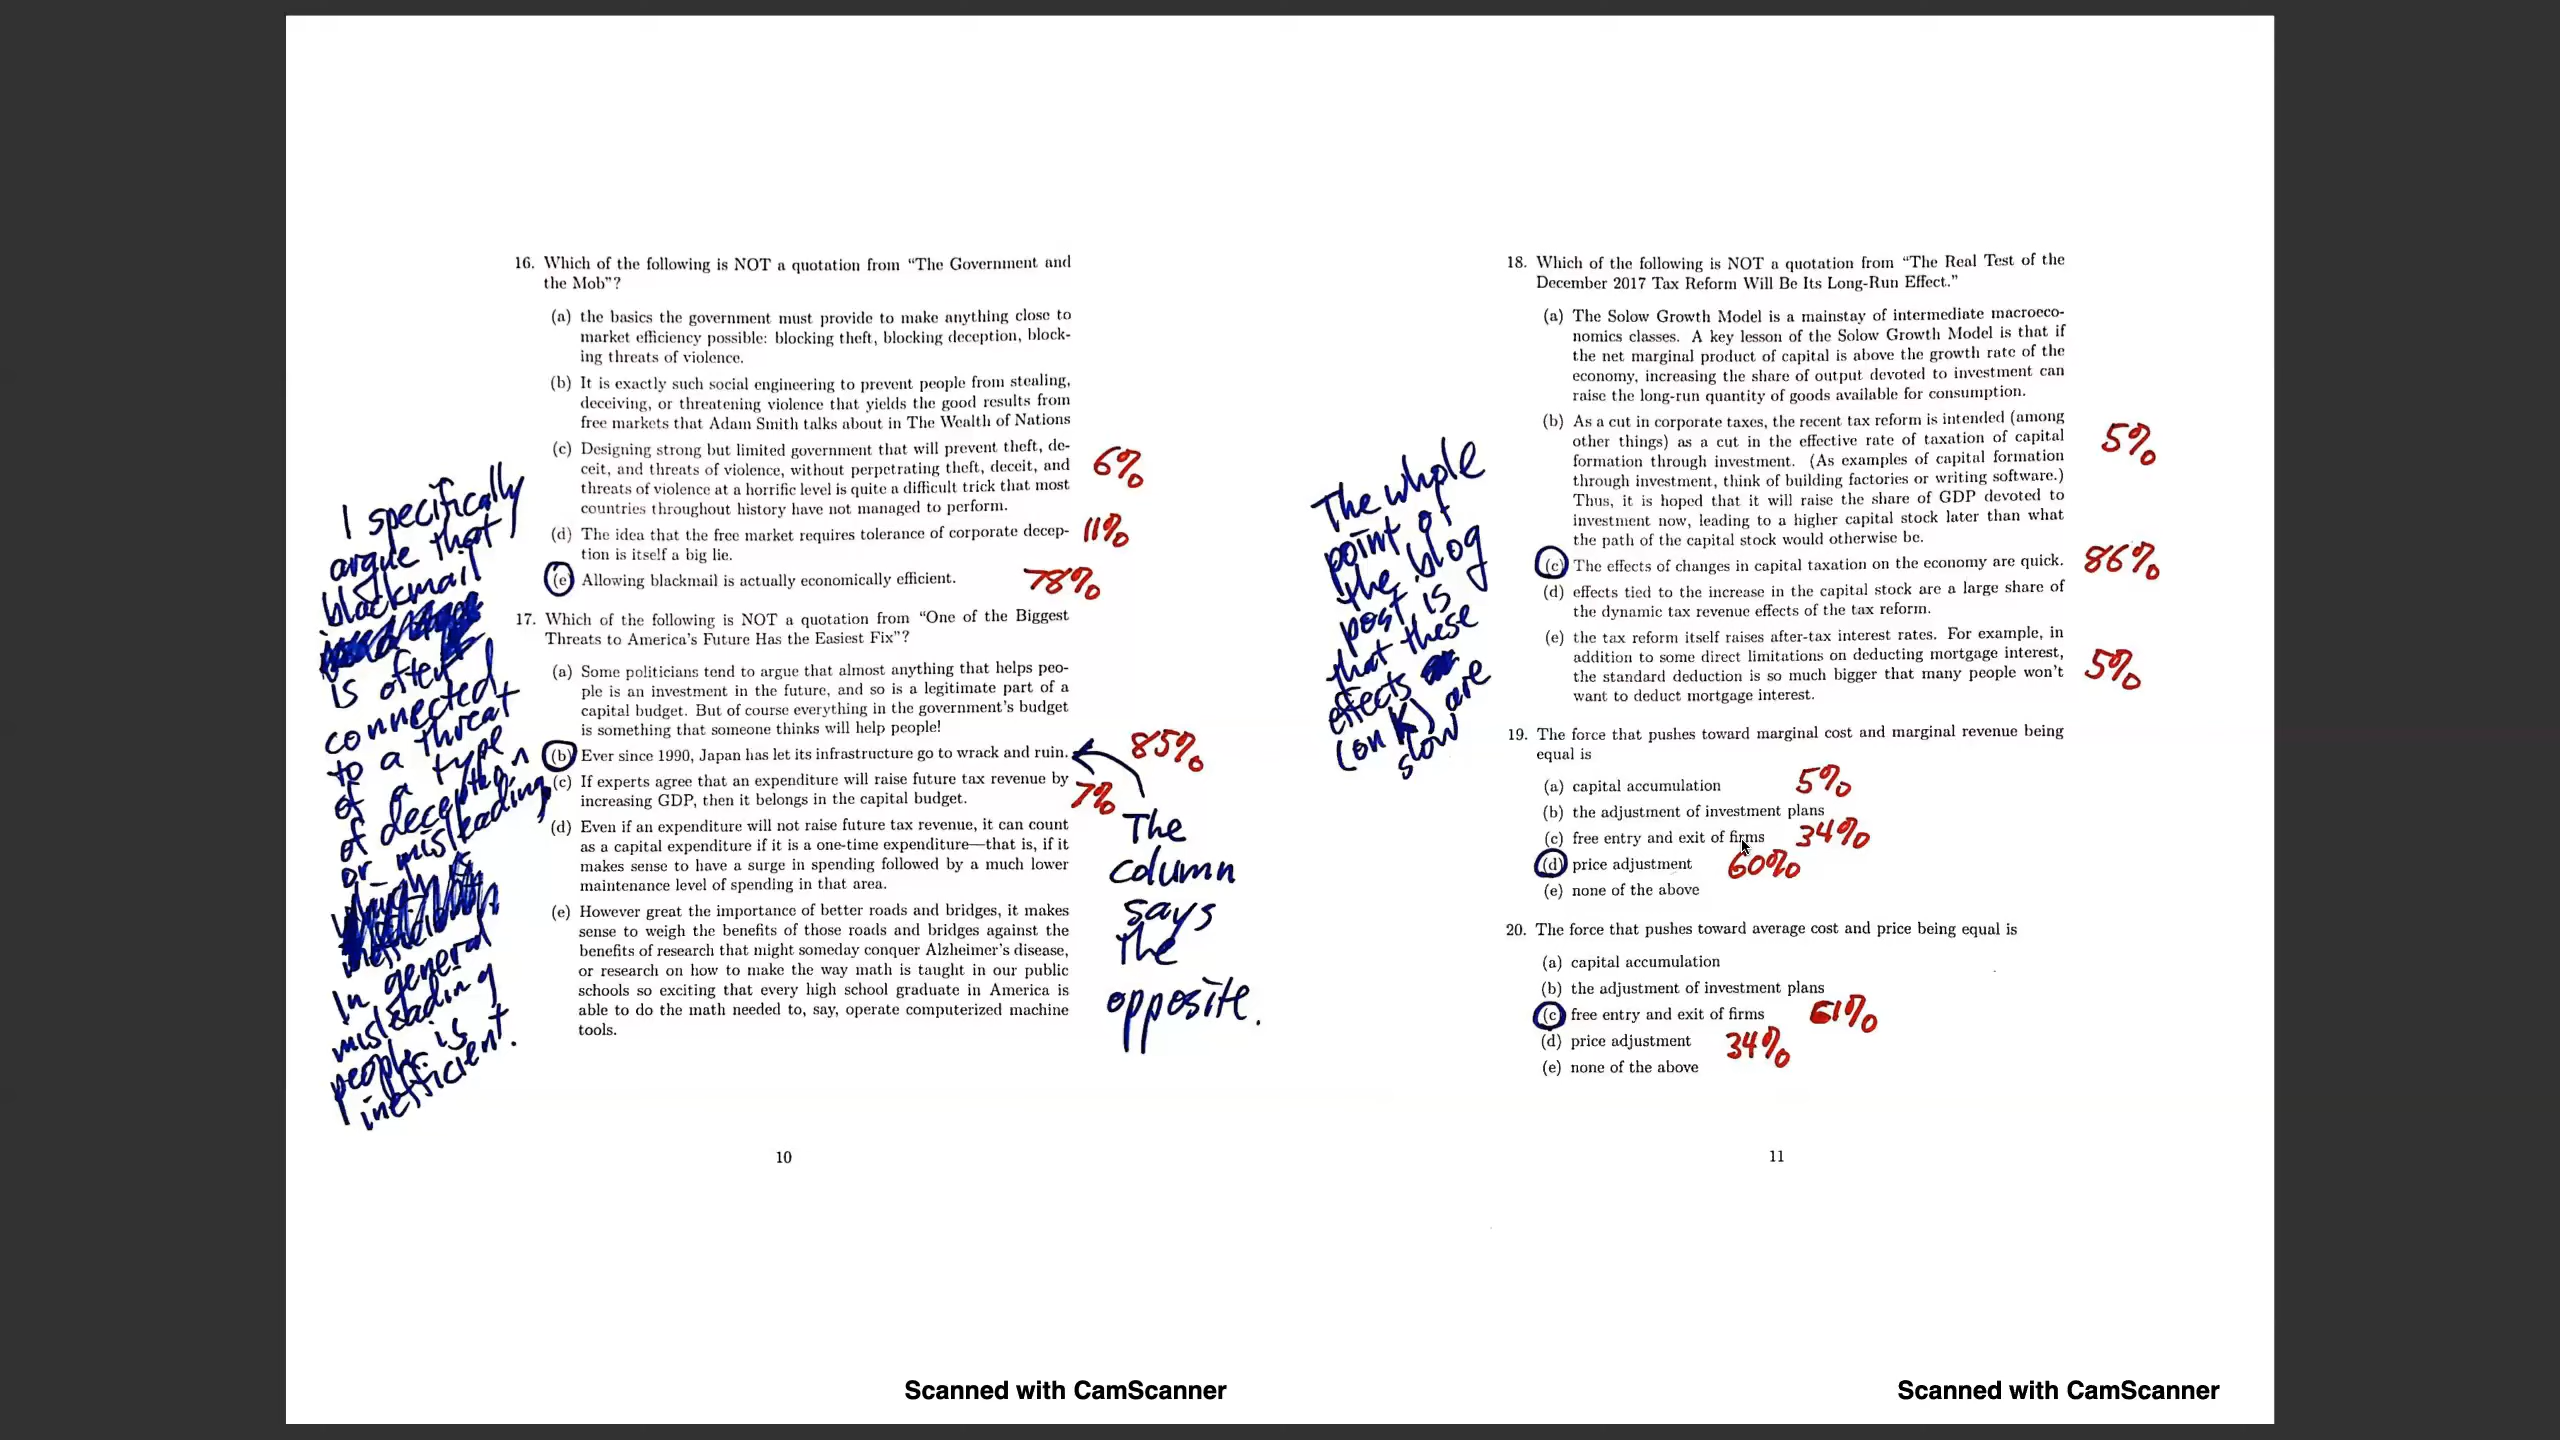 16. Which of the following is NOT a quotation from “The Government and
the Mob”?
(a) the basics the government must provide to make anything close to
market efficiency possible: blocking theft, blocking deception, block-
ing threats of violence.
(b) It is exactly such social engineering to prevent people from stealing,
deceiving, or threatening violence that yields the good results from
free markets that Adam Smith talks about in The Wealth of Nations
(c) Designing strong but limited government that will prevent theft, de-
ceit, and threats of violence, without perpetrating theft, deceit, and
threats of violence at a horrific level is quite a difficult trick that most
countries throughout history have not managed to perform.
6%
(d) The idea that the free market requires tolerance of corporate decep-
tion is itself a big lie.
11%
(e) Allowing blackmail is actually economically efficient.
78%
I specifically
argue that
blackmail
is often
connected
to a threat
of a type
of deception
or misleading
In general
misleading
people is
inefficient.
17. Which of the following is NOT a quotation from “One of the Biggest
Threats to America’s Future Has the Easiest Fix”?
(a) Some politicians tend to argue that almost anything that helps peo-
ple is an investment in the future, and so is a legitimate part of a
capital budget. But of course everything in the government’s budget
is something that someone thinks will help people!
(b) Ever since 1990, Japan has let its infrastructure go to wrack and ruin.
85%
(c) If experts agree that an expenditure will raise future tax revenue by
increasing GDP, then it belongs in the capital budget.
7%
(d) Even if an expenditure will not raise future tax revenue, it can count
as a capital expenditure if it is a one-time expenditure—that is, if it
makes sense to have a surge in spending followed by a much lower
maintenance level of spending in that area.
(e) However great the importance of better roads and bridges, it makes
sense to weigh the benefits of those roads and bridges against the
benefits of research that might someday conquer Alzheimer’s disease,
or research on how to make the way math is taught in our public
schools so exciting that every high school graduate in America is
able to do the math needed to, say, operate computerized machine
tools.
The
column
says
the
opposite.
10
Scanned with CamScanner
18. Which of the following is NOT a quotation from “The Real Test of the
December 2017 Tax Reform Will Be Its Long-Run Effect.”
(a) The Solow Growth Model is a mainstay of intermediate macroeco-
nomics classes. A key lesson of the Solow Growth Model is that if
the net marginal product of capital is above the growth rate of the
economy, increasing the share of output devoted to investment can
raise the long-run quantity of goods available for consumption.
(b) As a cut in corporate taxes, the recent tax reform is intended (among
other things) as a cut in the effective rate of taxation of capital
formation through investment. (As examples of capital formation
through investment, think of building factories or writing software.)
Thus, it is hoped that it will raise the share of GDP devoted to
investment now, leading to a higher capital stock later than what
the path of the capital stock would otherwise be.
5%
(c) The effects of changes in capital taxation on the economy are quick.
86%
(d) effects tied to the increase in the capital stock are a large share of
the dynamic tax revenue effects of the tax reform.
(e) the tax reform itself raises after-tax interest rates. For example, in
addition to some direct limitations on deducting mortgage interest,
the standard deduction is so much bigger that many people won’t
want to deduct mortgage interest.
5%
The whole
point of
the blog
post is
that these
effects
(on K) are
slow
19. The force that pushes toward marginal cost and marginal revenue being
equal is
(a) capital accumulation 5%
(b) the adjustment of investment plans
(c) free entry and exit of firms 34%
(d) price adjustment 60%
(e) none of the above
20. The force that pushes toward average cost and price being equal is
(a) capital accumulation
(b) the adjustment of investment plans
(c) free entry and exit of firms 61%
(d) price adjustment 34%
(e) none of the above
11
Scanned with CamScanner